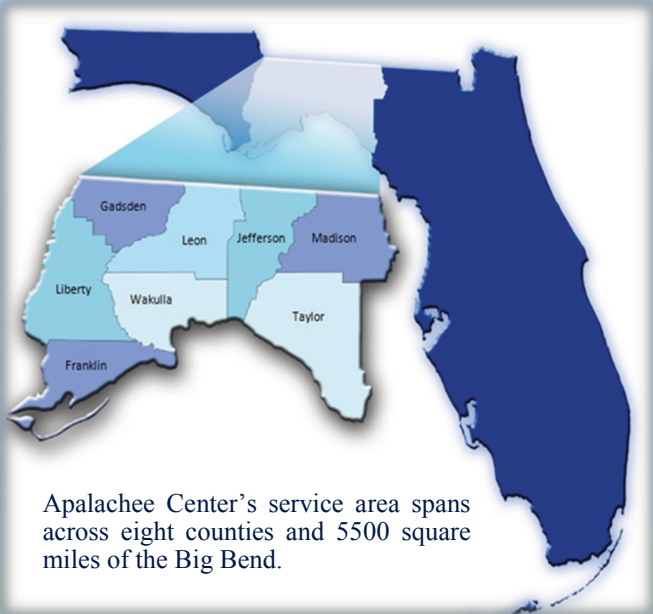 Gadsden
Leon
Jefferson
Madison
Liberty
Wakulla
Taylor
Franklin
Apalachee Center’s service area spans
across eight counties and 5500 square
miles of the Big Bend.